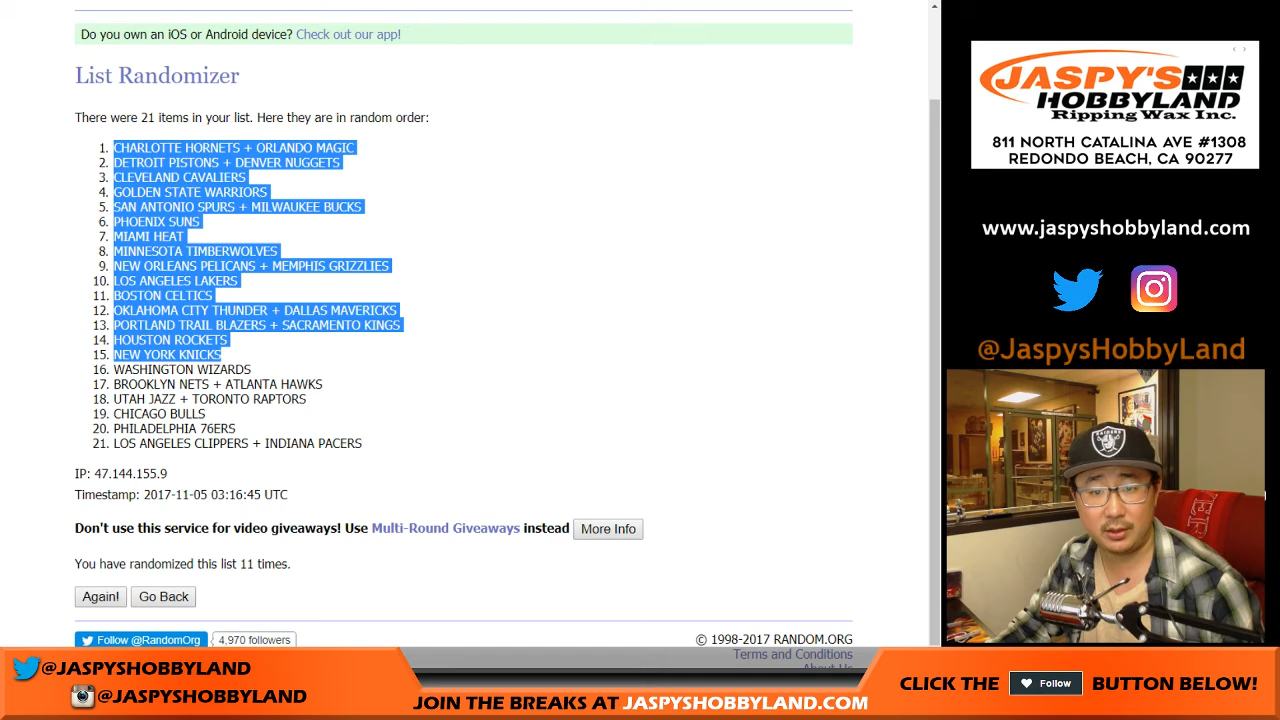 Do you own an iOS or Android device? Check out our app!
List Randomizer
There were 21 items in your list. Here they are in random order:
1. CHARLOTTE HORNETS + ORLANDO MAGIC
2. DETROIT PISTONS + DENVER NUGGETS
3. CLEVELAND CAVALIERS
4. GOLDEN STATE WARRIORS
5. SAN ANTONIO SPURS + MILWAUKEE BUCKS
6. PHOENIX SUNS
7. MIAMI HEAT
8. MINNESOTA TIMBERWOLVES
9. NEW ORLEANS PELICANS + MEMPHIS GRIZZLIES
10. LOS ANGELES LAKERS
11. BOSTON CELTICS
12. OKLAHOMA CITY THUNDER + DALLAS MAVERICKS
13. PORTLAND TRAIL BLAZERS + SACRAMENTO KINGS
14. HOUSTON ROCKETS
15. NEW YORK KNICKS
16. WASHINGTON WIZARDS
17. BROOKLYN NETS + ATLANTA HAWKS
18. UTAH JAZZ + TORONTO RAPTORS
19. CHICAGO BULLS
20. PHILADELPHIA 76ERS
21. LOS ANGELES CLIPPERS + INDIANA PACERS
IP: 47.144.155.9
Timestamp: 2017-11-05 03:16:45 UTC
Don't use this service for video giveaways! Use Multi-Round Giveaways instead More Info
You have randomized this list 11 times.
Again! Go Back
Follow @RandomOrg 4,970 followers
© 1998-2017 RANDOM.ORG
Terms and Conditions
About Us
JASPY'S
HOBBYLAND
Ripping Wax Inc.
811 NORTH CATALINA AVE #1308
REDONDO BEACH, CA 90277
www.jaspyshobbyland.com
@JaspysHobbyLand
RAIDERS
@JASPYSHOBBYLAND
@JASPYSHOBBYLAND
JOIN THE BREAKS AT JASPYSHOBBYLAND.COM
CLICK THE Follow BUTTON BELOW!